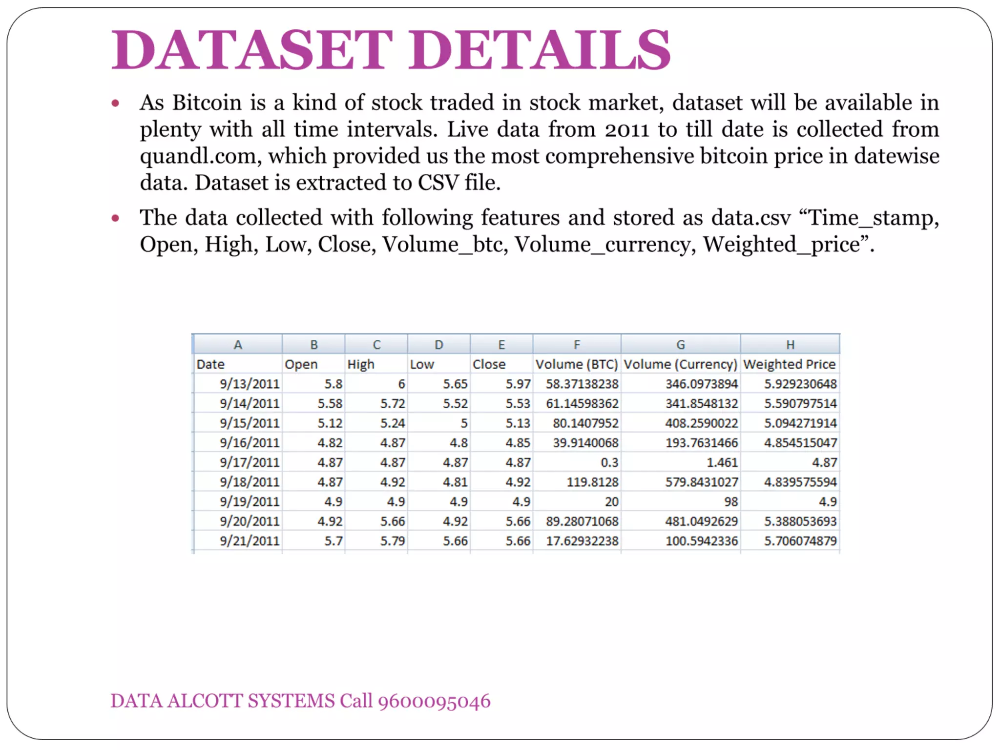 DATASET DETAILS
• As Bitcoin is a kind of stock traded in stock market, dataset will be available in
plenty with all time intervals. Live data from 2011 to till date is collected from
quandl.com, which provided us the most comprehensive bitcoin price in datewise
data. Dataset is extracted to CSV file.
• The data collected with following features and stored as data.csv “Time_stamp,
Open, High, Low, Close, Volume_btc, Volume_currency, Weighted_price”.
A B C D E F G H
Date Open High Low Close Volume (BTC) Volume (Currency) Weighted Price
9/13/2011 5.8 6 5.65 5.97 58.37138238 346.0973894 5.929230648
9/14/2011 5.58 5.72 5.52 5.53 61.14598362 341.8548132 5.590797514
9/15/2011 5.12 5.24 5 5.13 80.1407952 408.2590022 5.094271914
9/16/2011 4.82 4.87 4.8 4.85 39.9140068 193.7631466 4.854515047
9/17/2011 4.87 4.87 4.87 4.87 0.3 1.461 4.87
9/18/2011 4.87 4.92 4.81 4.92 119.8128 579.8431027 4.839575594
9/19/2011 4.9 4.9 4.9 4.9 20 98 4.9
9/20/2011 4.92 5.66 4.92 5.66 89.28071068 481.0492629 5.388053693
9/21/2011 5.7 5.79 5.66 5.66 17.62932238 100.5942336 5.706074879
DATA ALCOTT SYSTEMS Call 9600095046